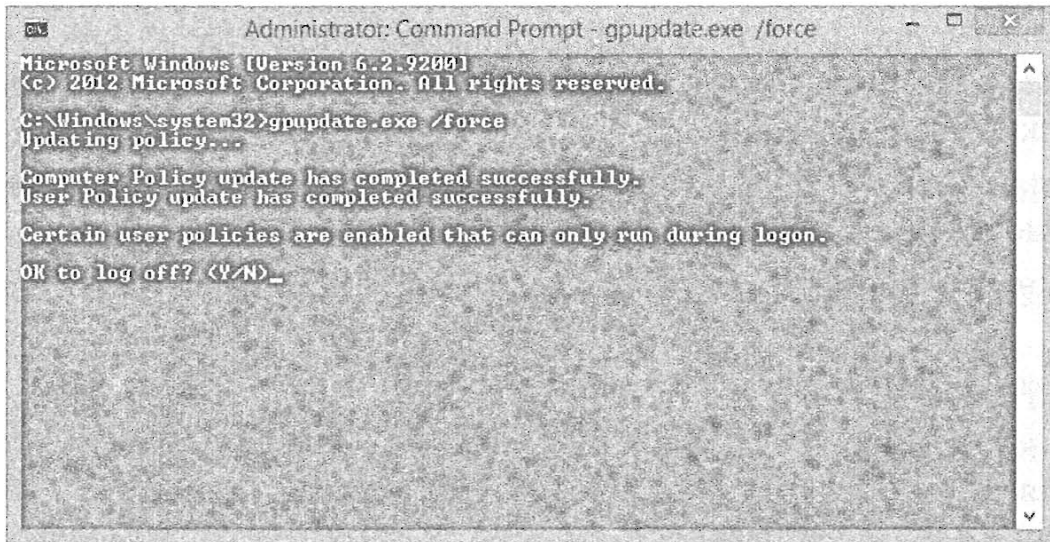 Administrator: Command Prompt - gpupdate.exe /force
Microsoft Windows [Version 6.2.9200]
(c) 2012 Microsoft Corporation. All rights reserved.
C:\Windows\system32>gpupdate.exe /force
Updating policy...
Computer Policy update has completed successfully.
User Policy update has completed successfully.
Certain user policies are enabled that can only run during logon.
OK to log off? (Y/N)_